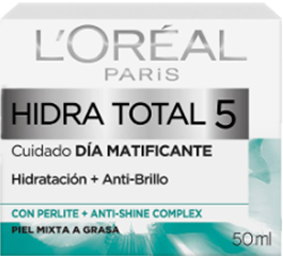 L'ORÉAL
PARIS
HIDRA TOTAL 5
Cuidado DÍA MATIFICANTE
Hidratación + Anti-Brillo
CON PERLITE + ANTI-SHINE COMPLEX
PIEL MIXTA A GRASA
50ml